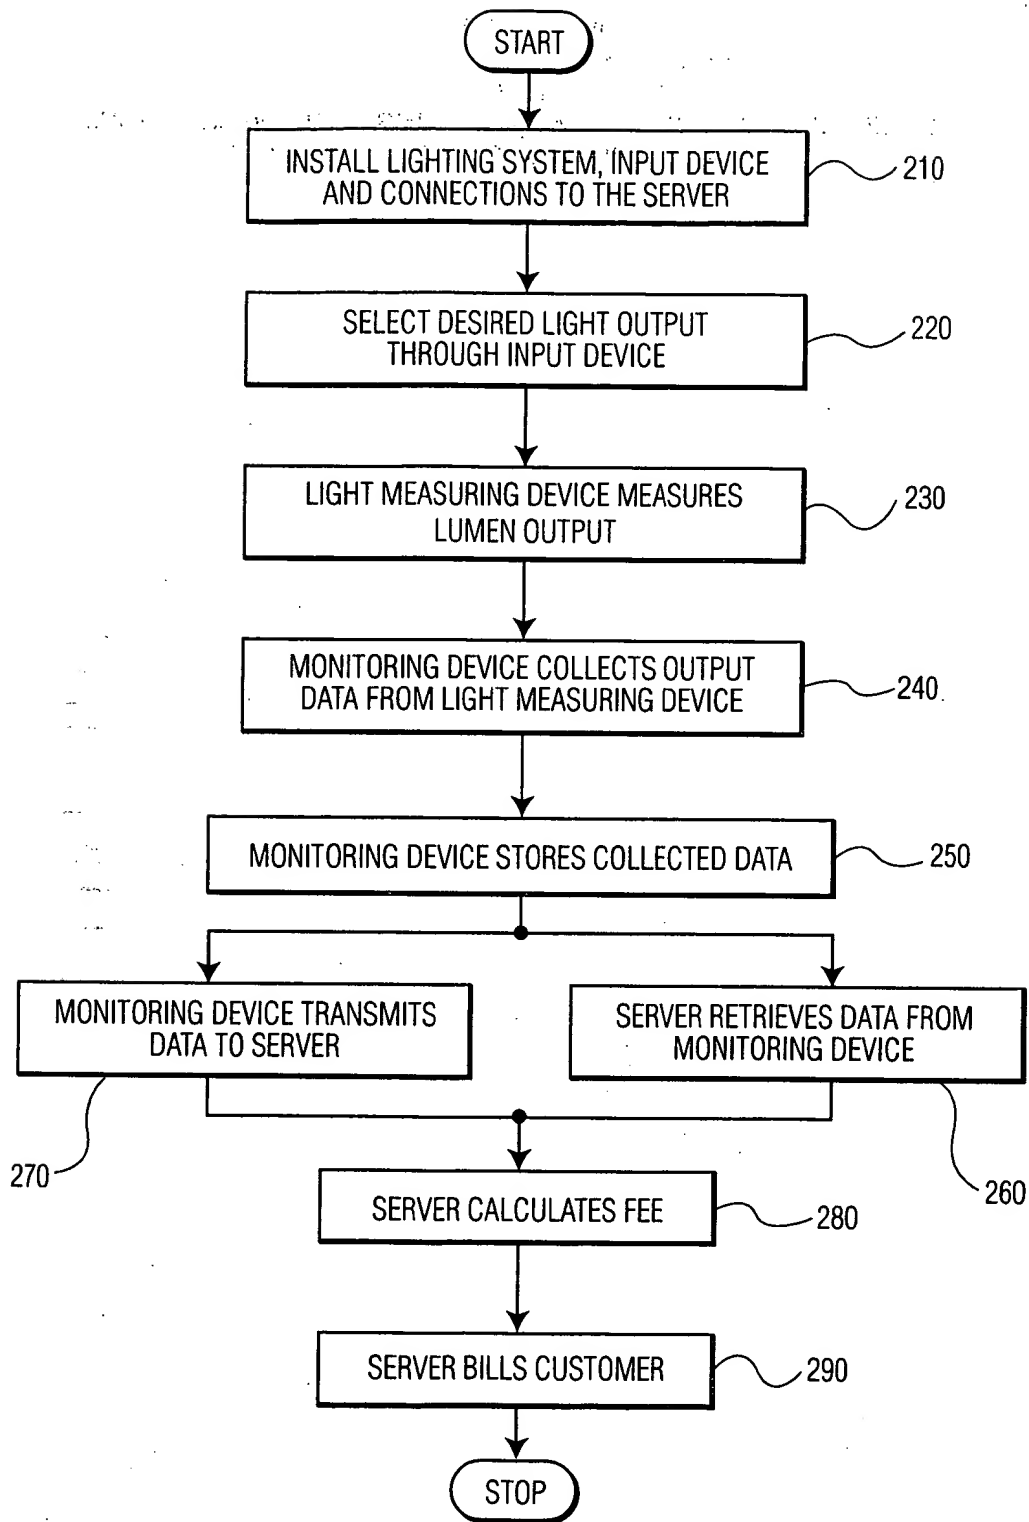 START
INSTALL LIGHTING SYSTEM, INPUT DEVICE
AND CONNECTIONS TO THE SERVER
210
SELECT DESIRED LIGHT OUTPUT
THROUGH INPUT DEVICE
220
LIGHT MEASURING DEVICE MEASURES
LUMEN OUTPUT
230
MONITORING DEVICE COLLECTS OUTPUT
DATA FROM LIGHT MEASURING DEVICE
240
MONITORING DEVICE STORES COLLECTED DATA
250
MONITORING DEVICE TRANSMITS
DATA TO SERVER
270
SERVER RETRIEVES DATA FROM
MONITORING DEVICE
260
SERVER CALCULATES FEE
280
SERVER BILLS CUSTOMER
290
STOP